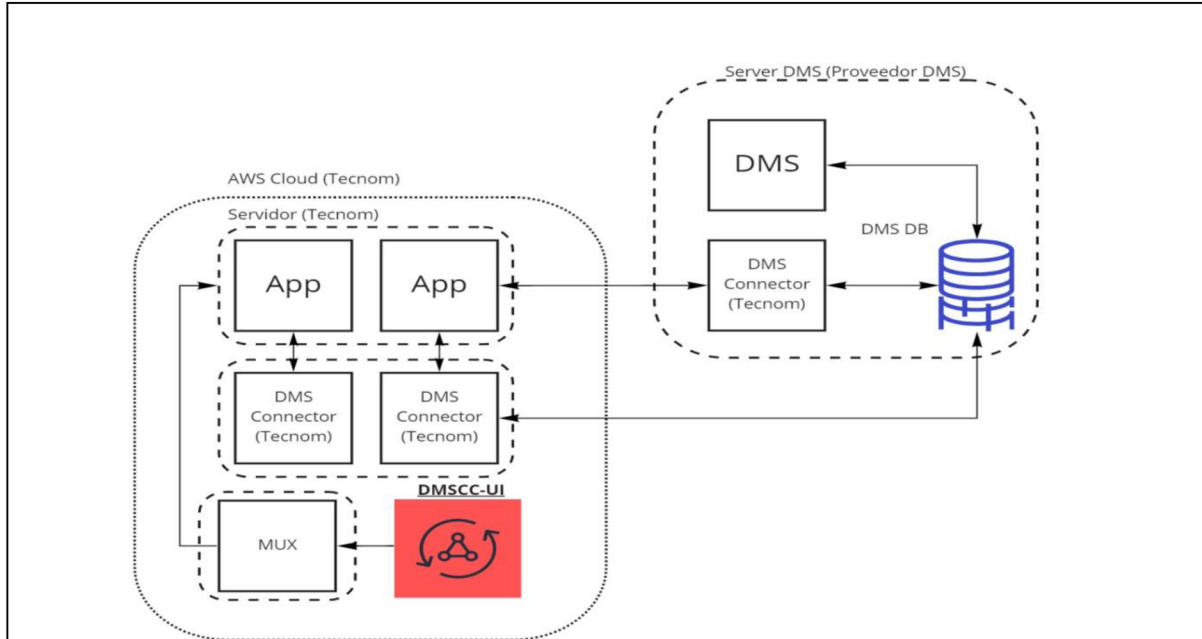 Server DMS (Proveedor DMS)
DMS
DMS DB
DMS
Connector
(Tecnom)
AWS Cloud (Tecnom)
Servidor (Tecnom)
App
App
DMS
Connector
(Tecnom)
DMS
Connector
(Tecnom)
DMSCC-UI
MUX